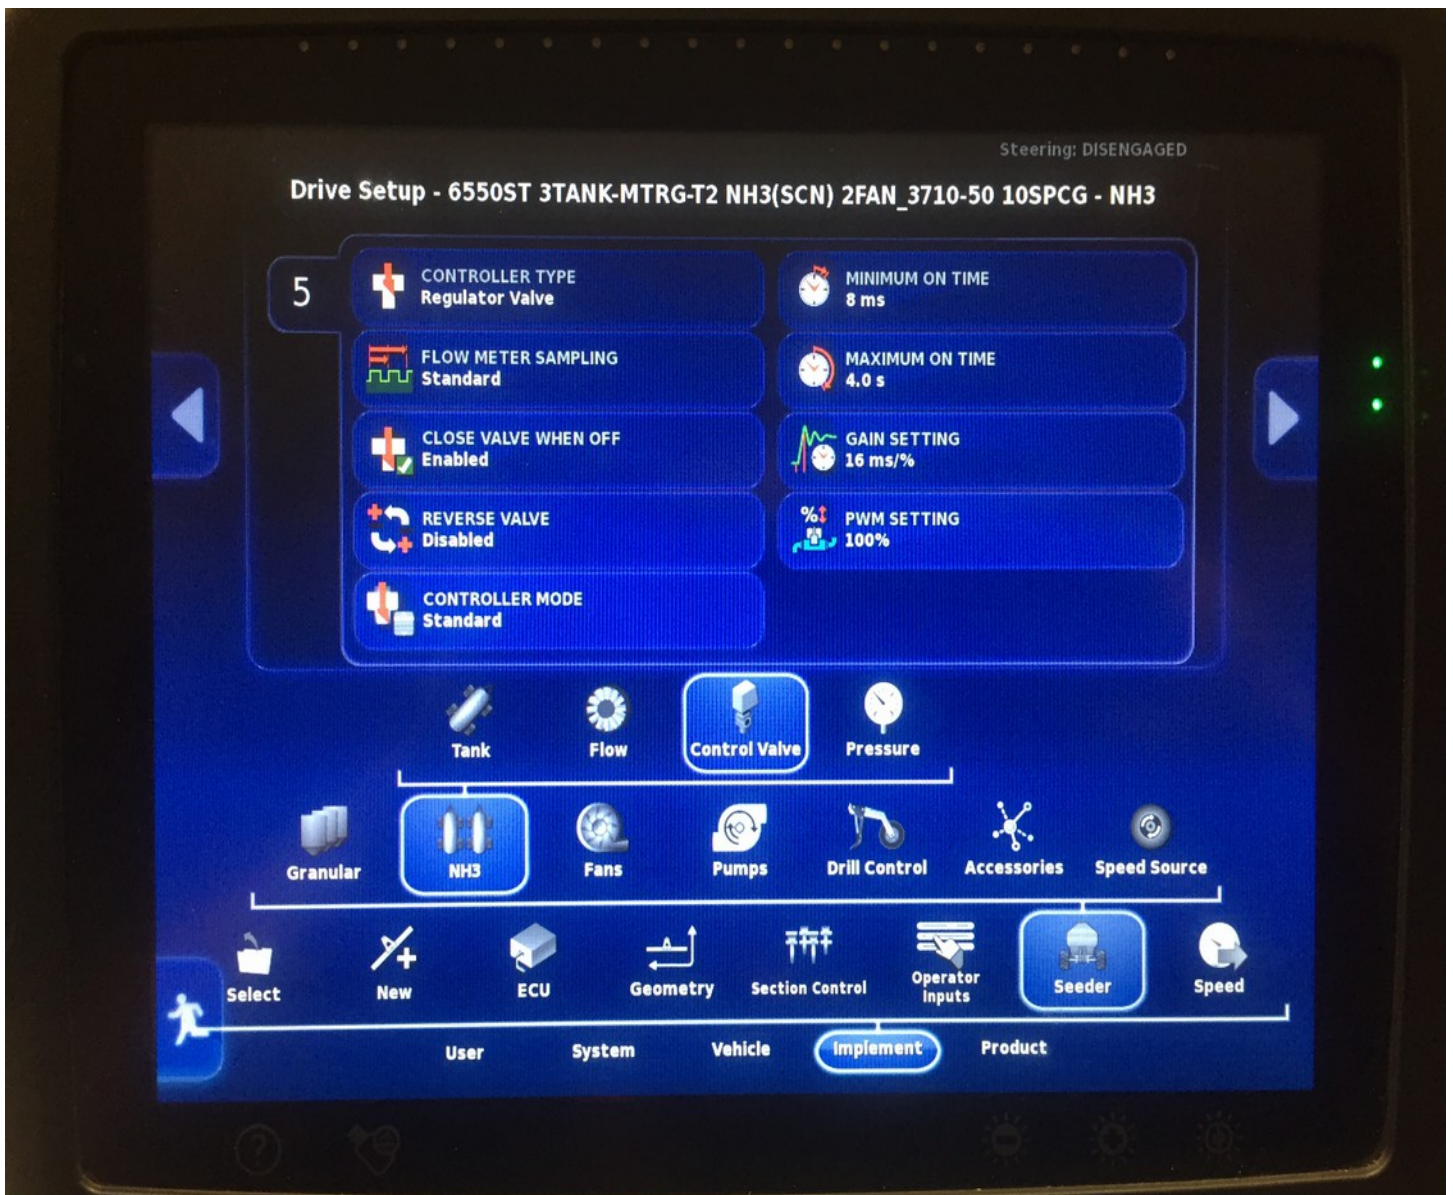 Steering: DISENGAGED
Drive Setup - 6550ST 3TANK-MTRG-T2 NH3(SCN) 2FAN_3710-50 10SPCG - NH3
5
CONTROLLER TYPE
Regulator Valve
MINIMUM ON TIME
8 ms
FLOW METER SAMPLING
Standard
MAXIMUM ON TIME
4.0 s
CLOSE VALVE WHEN OFF
Enabled
GAIN SETTING
16 ms/%
REVERSE VALVE
Disabled
%
PWM SETTING
100%
CONTROLLER MODE
Standard
Tank
Flow
Control Valve
Pressure
Granular
NH3
Fans
Pumps
Drill Control
Accessories
Speed Source
Select
New
ECU
Geometry
Section Control
Operator
Inputs
Seeder
Speed
User
System
Vehicle
Implement
Product
?